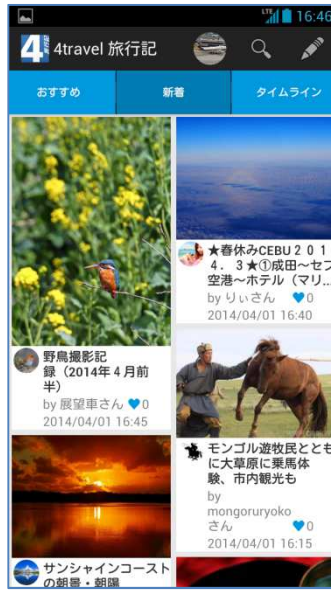 LTE 16:46
4 4travel 旅行記
おすすめ
新着
タイムライン
野鳥撮影記
録（2014年４月前
半）
by 展望車さん 0
2014/04/01 16:45
サンシャインコースト
の朝景・朝陽
★春休みCEBU２０１
４．３★①成田～セブ
空港～ホテル（マリ...
by りぃさん 0
2014/04/01 16:40
モンゴル遊牧民ととも
に大草原に乗馬体
験、市内観光も
by
mongoruryoko
さん 0
2014/04/01 16:15